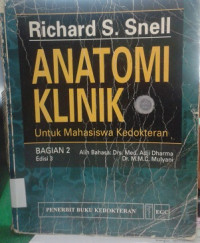 Richard S. Snell
ANATOMI
KLINIK
Untuk Mahasiswa Kedokteran
BAGIAN 2
Edisi 3
Alih Bahasa: Drg. Med. Adji Dharma
Dr. M.M.C. Mulyani
PENERBIT BUKU KEDOKTERAN
EGC